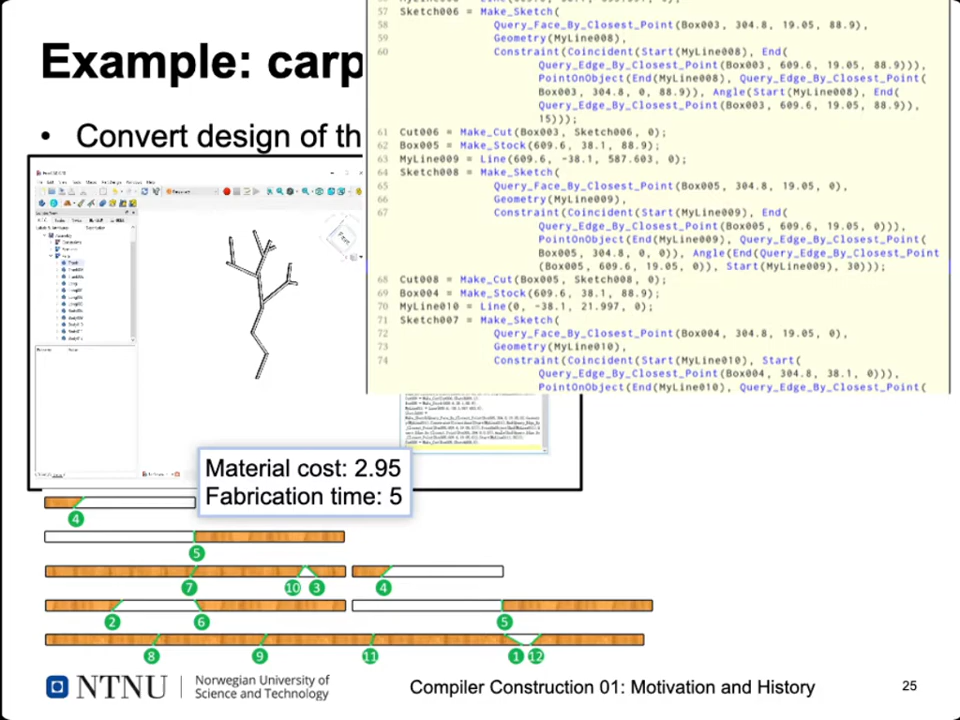 57 Sketch006 = Make_Sketch(
58 Query_Face_By_Closest_Point(Box003, 304.8, 19.05, 88.9),
59 Geometry(MyLine008),
60 Constraint(Coincident(Start(MyLine008), End(
Query_Edge_By_Closest_Point(Box003, 609.6, 19.05, 88.9))),
PointOnObject(End(MyLine008), Query_Edge_By_Closest_Point(
Box003, 304.8, 0, 88.9)), Angle(Start(MyLine008), End(
Query_Edge_By_Closest_Point(Box003, 609.6, 19.05, 88.9)),
15)));
61 Cut006 = Make_Cut(Box003, Sketch006, 0);
62 Box005 = Make_Stock(609.6, 38.1, 88.9);
63 MyLine009 = Line(609.6, -38.1, 587.603, 0);
64 Sketch008 = Make_Sketch(
65 Query_Face_By_Closest_Point(Box005, 304.8, 19.05, 0),
66 Geometry(MyLine009),
67 Constraint(Coincident(Start(MyLine009), End(
Query_Edge_By_Closest_Point(Box005, 609.6, 19.05, 0))),
PointOnObject(End(MyLine009), Query_Edge_By_Closest_Point(
Box005, 304.8, 0, 0)), Angle(End(Query_Edge_By_Closest_Point
(Box005, 609.6, 19.05, 0)), Start(MyLine009), 30)));
68 Cut008 = Make_Cut(Box005, Sketch008, 0);
69 Box004 = Make_Stock(609.6, 38.1, 88.9);
70 MyLine010 = Line(0, -38.1, 21.997, 0);
71 Sketch007 = Make_Sketch(
72 Query_Face_By_Closest_Point(Box004, 304.8, 19.05, 0),
73 Geometry(MyLine010),
74 Constraint(Coincident(Start(MyLine010), Start(
Query_Edge_By_Closest_Point(Box004, 304.8, 38.1, 0))),
PointOnObject(End(MyLine010), Query_Edge_By_Closest_Point(
Example: carp
• Convert design of th
Material cost: 2.95
Fabrication time: 5
4
5
7 10 3 4
2 6 5
8 9 11 1 12
NTNU
Norwegian University of
Science and Technology
Compiler Construction 01: Motivation and History
25